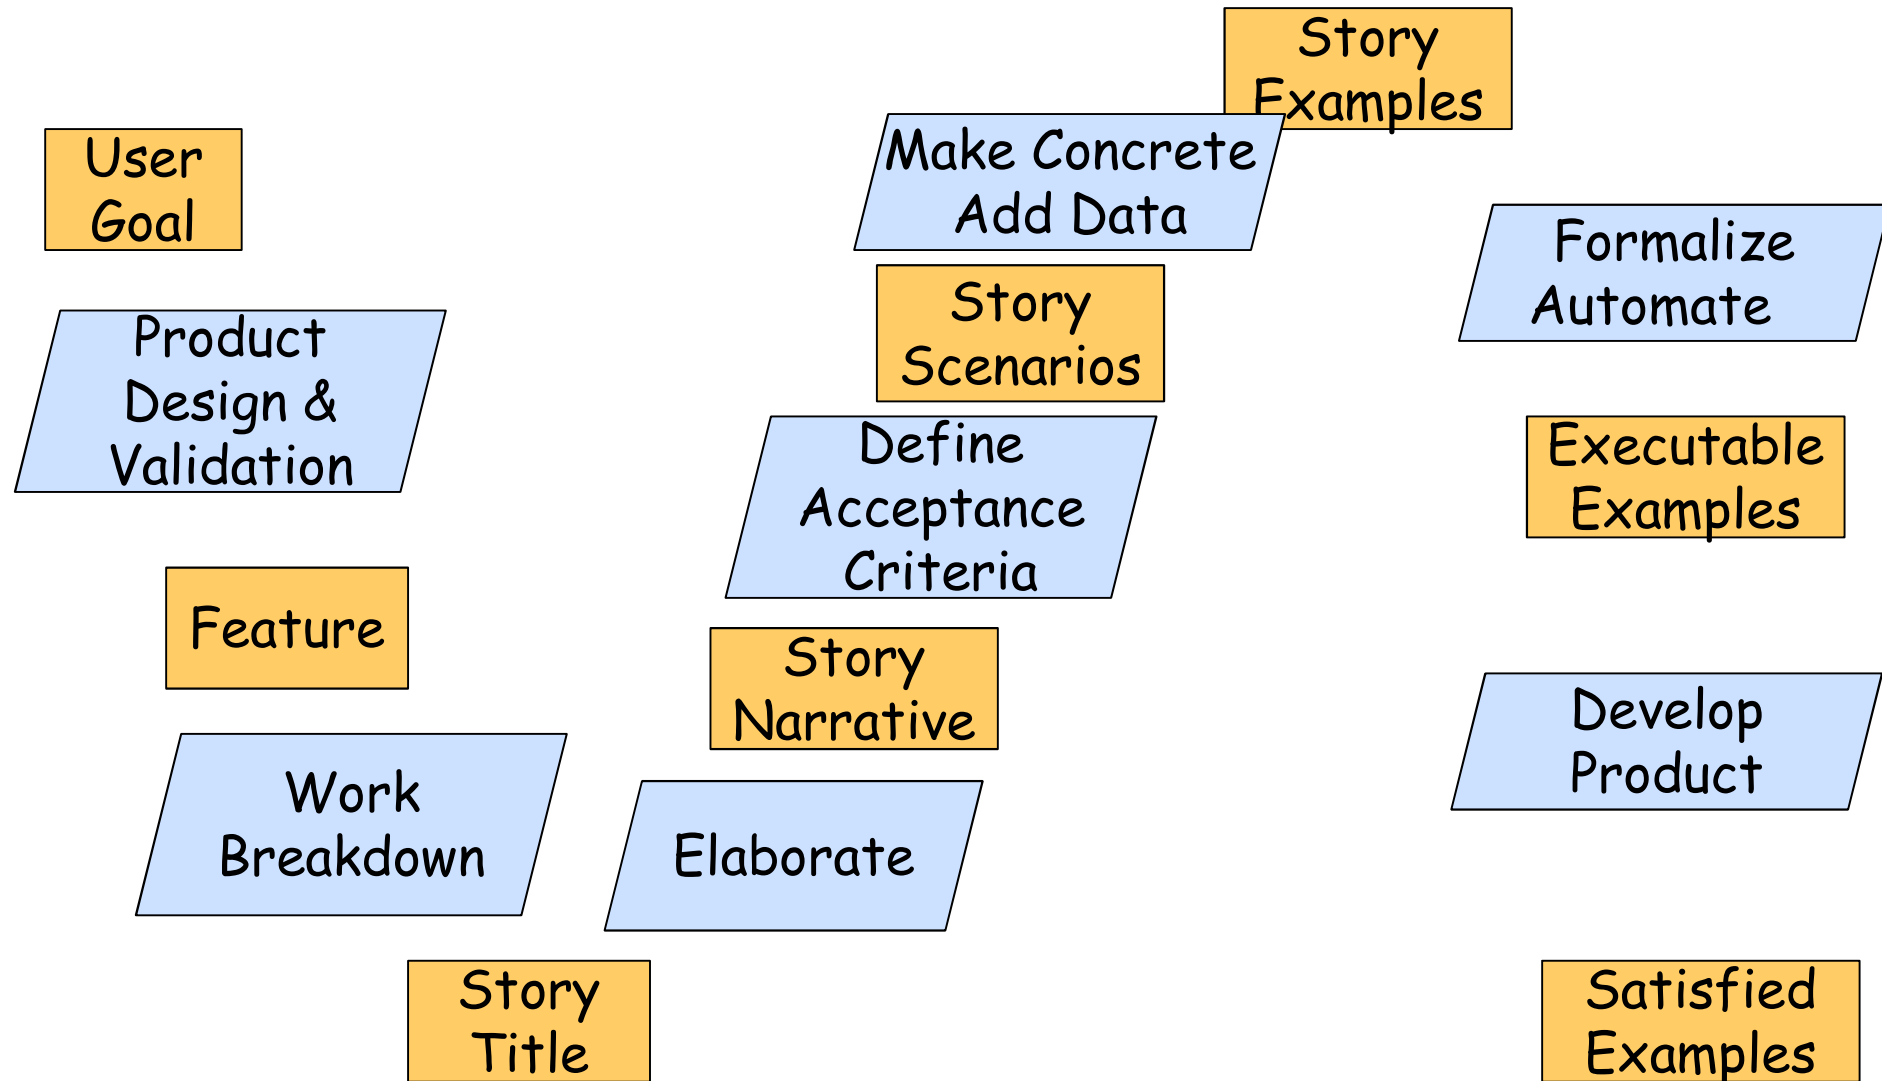 User
Goal
Product
Design &
Validation
Feature
Work
Breakdown
Story
Title
Elaborate
Story
Narrative
Define
Acceptance
Criteria
Story
Scenarios
Make Concrete
Add Data
Story
Examples
Formalize
Automate
Executable
Examples
Develop
Product
Satisfied
Examples